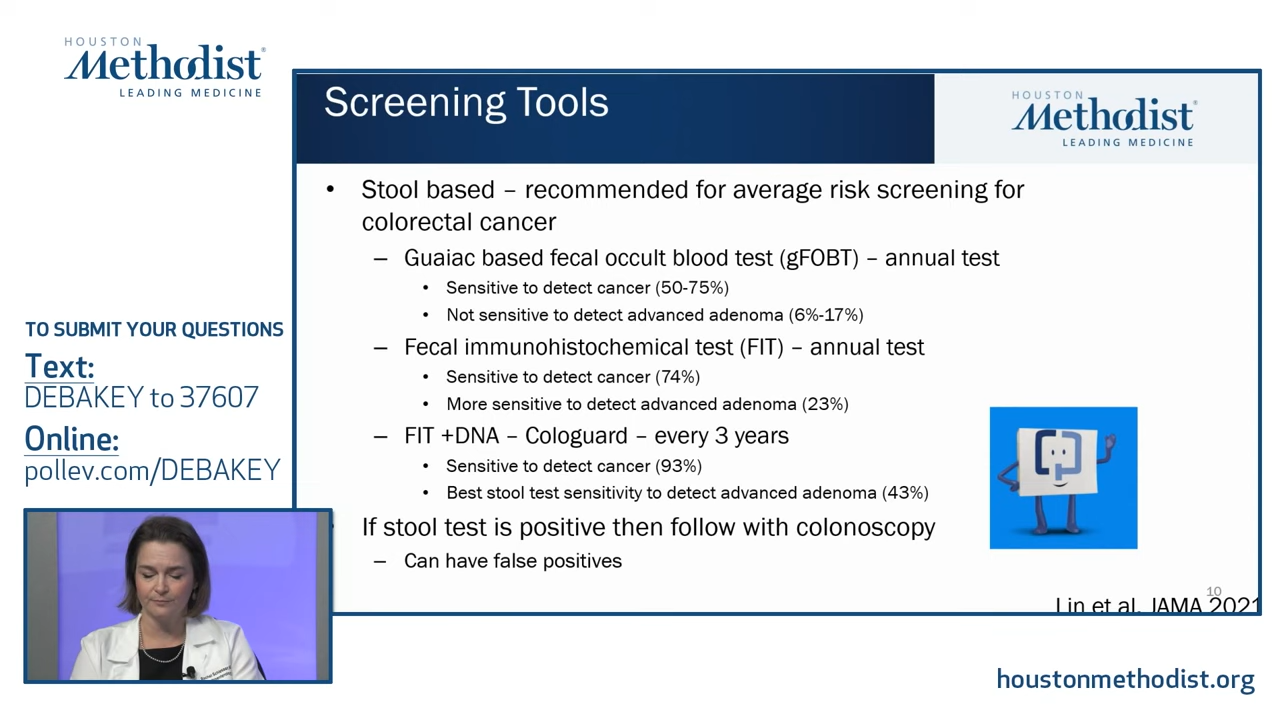 HOUSTON
Methodist®
LEADING MEDICINE
TO SUBMIT YOUR QUESTIONS
Text:
DEBAKEY to 37607
Online:
pollev.com/DEBAKEY
Screening Tools
HOUSTON
Methodist®
LEADING MEDICINE
• Stool based – recommended for average risk screening for
colorectal cancer
– Guaiac based fecal occult blood test (gFOBT) – annual test
• Sensitive to detect cancer (50-75%)
• Not sensitive to detect advanced adenoma (6%-17%)
– Fecal immunohistochemical test (FIT) – annual test
• Sensitive to detect cancer (74%)
• More sensitive to detect advanced adenoma (23%)
– FIT +DNA – Cologuard – every 3 years
• Sensitive to detect cancer (93%)
• Best stool test sensitivity to detect advanced adenoma (43%)
If stool test is positive then follow with colonoscopy
– Can have false positives
10
Lin et al. JAMA 2021
houstonmethodist.org